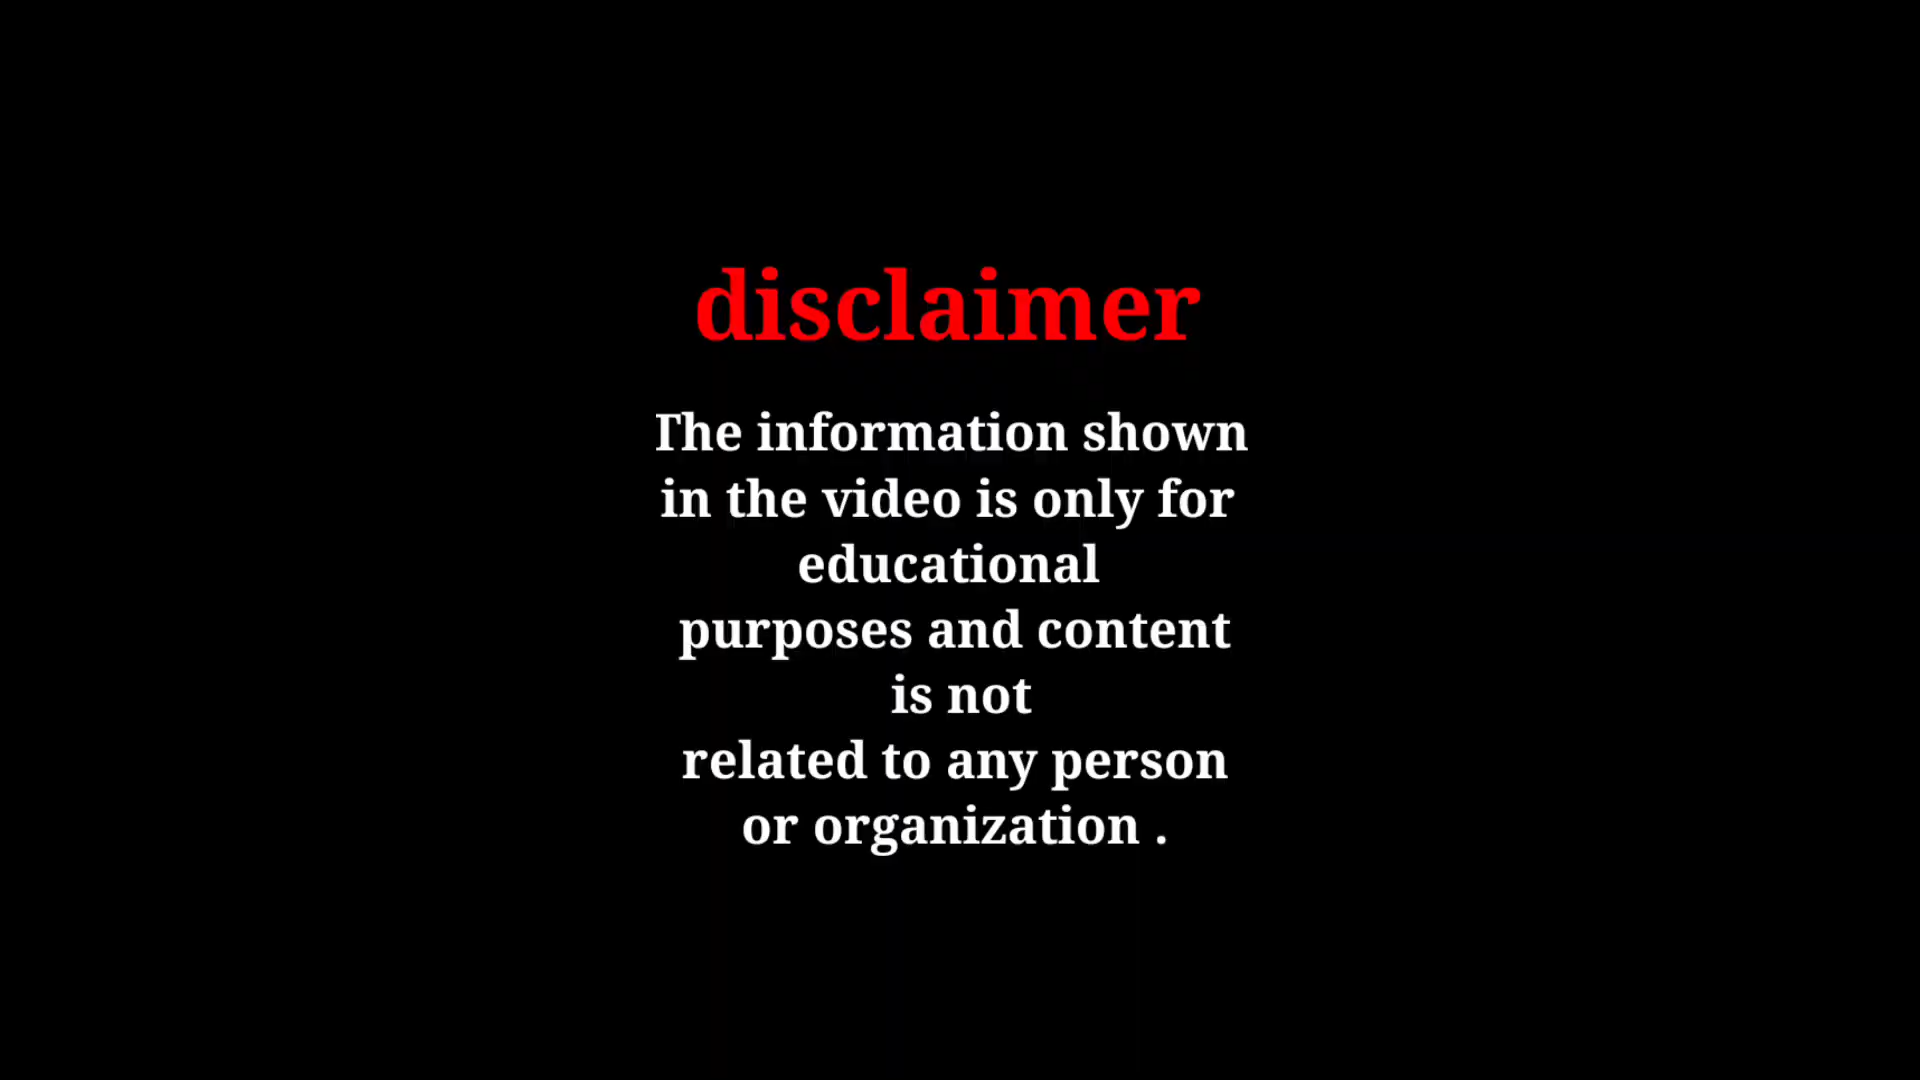 disclaimer
The information shown
in the video is only for
educational
purposes and content
is not
related to any person
or organization .